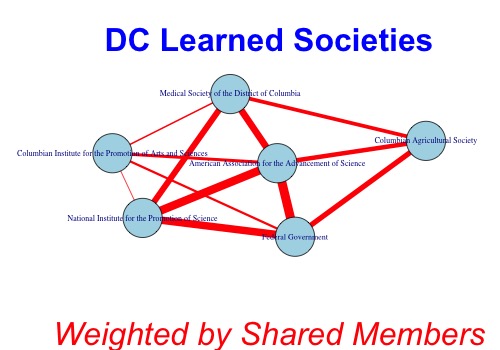 DC Learned Societies
Medical Society of the District of Columbia
Columbian Agricultural Society
Columbian Institute for the Promotion of Arts and Sciences
American Association for the Advancement of Science
National Institute for the Promotion of Science
Federal Government
Weighted by Shared Members